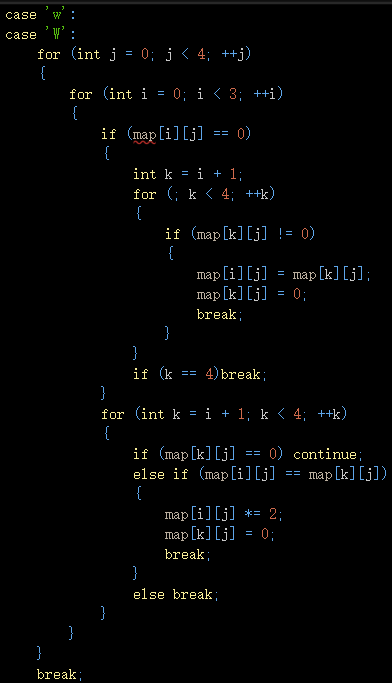 case 'w':
case 'W':
    for (int j = 0; j < 4; ++j)
    {
        for (int i = 0; i < 3; ++i)
        {
            if (map[i][j] == 0)
            {
                int k = i + 1;
                for (; k < 4; ++k)
                {
                    if (map[k][j] != 0)
                    {
                        map[i][j] = map[k][j];
                        map[k][j] = 0;
                        break;
                    }
                }
                if (k == 4)break;
            }
            for (int k = i + 1; k < 4; ++k)
            {
                if (map[k][j] == 0) continue;
                else if (map[i][j] == map[k][j])
                {
                    map[i][j] *= 2;
                    map[k][j] = 0;
                    break;
                }
                else break;
            }
        }
    }
    break;